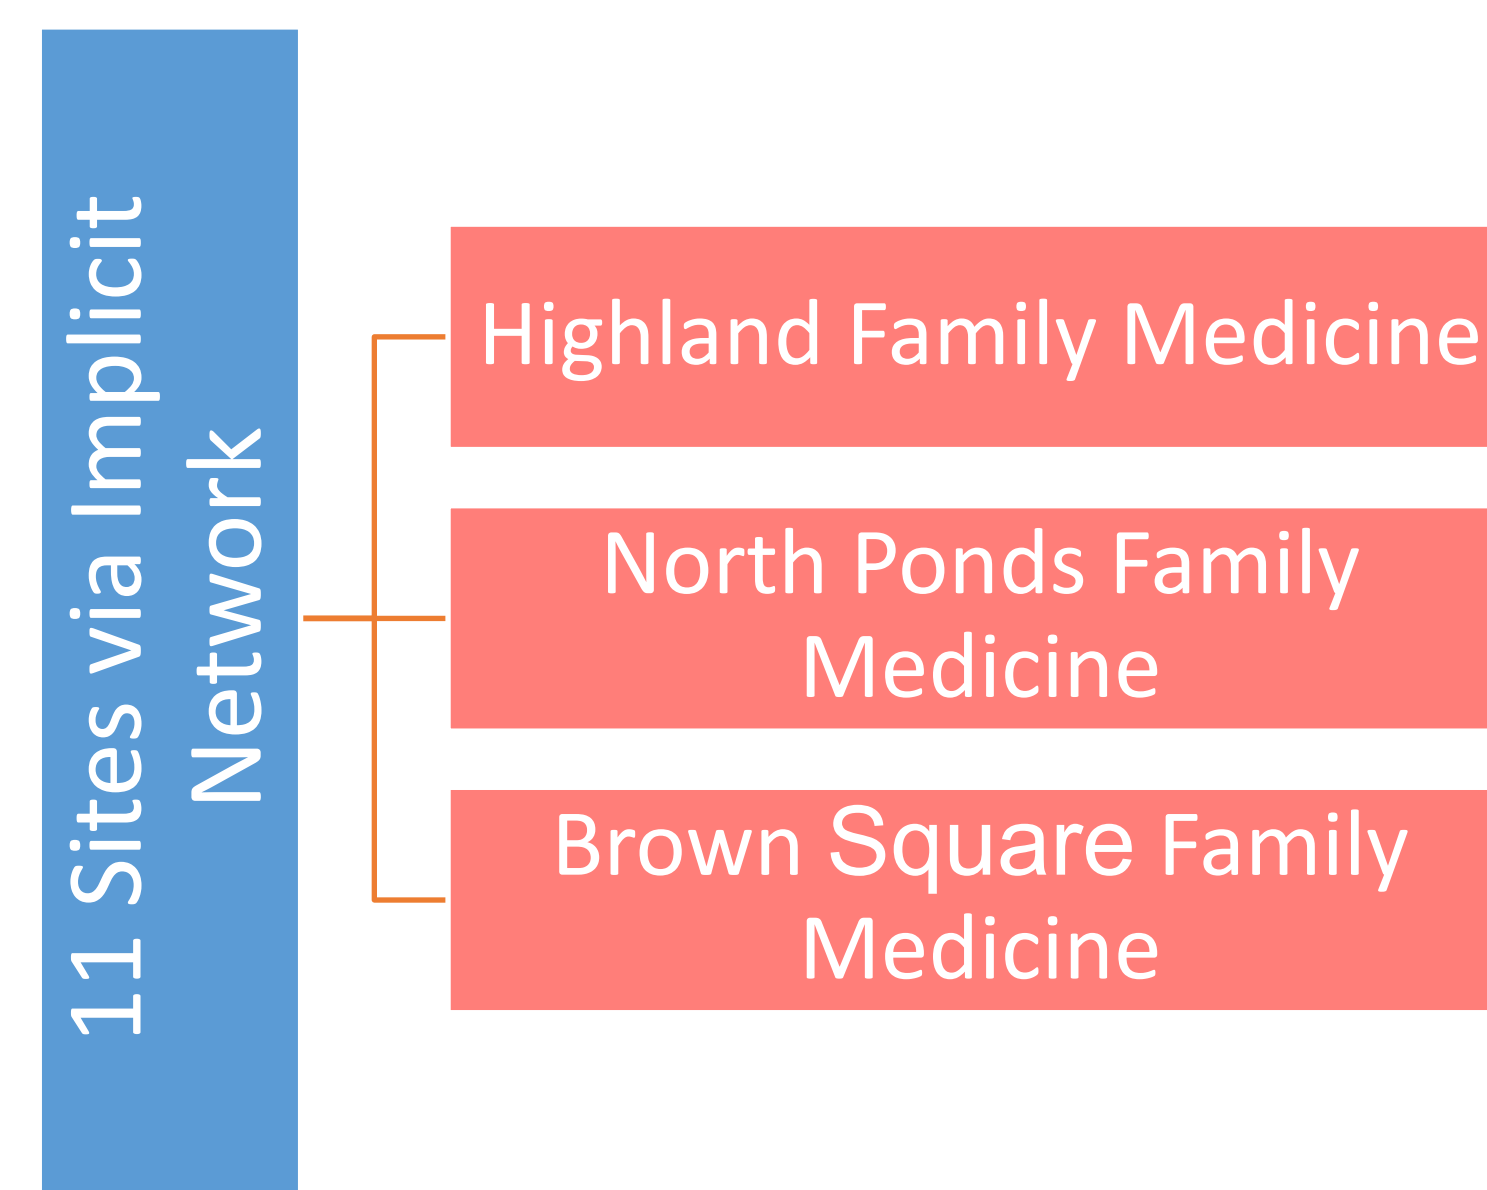 11 Sites via Implicit
Network
Highland Family Medicine
North Ponds Family
Medicine
Brown Square Family
Medicine